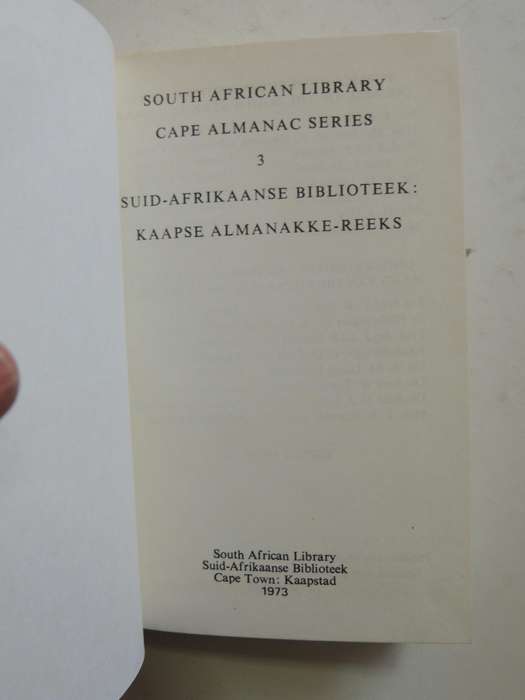 SOUTH AFRICAN LIBRARY
CAPE ALMANAC SERIES
3
SUID-AFRIKAANSE BIBLIOTEEK:
KAAPSE ALMANAKKE-REEKS
South African Library
Suid-Afrikaanse Biblioteek
Cape Town: Kaapstad
1973